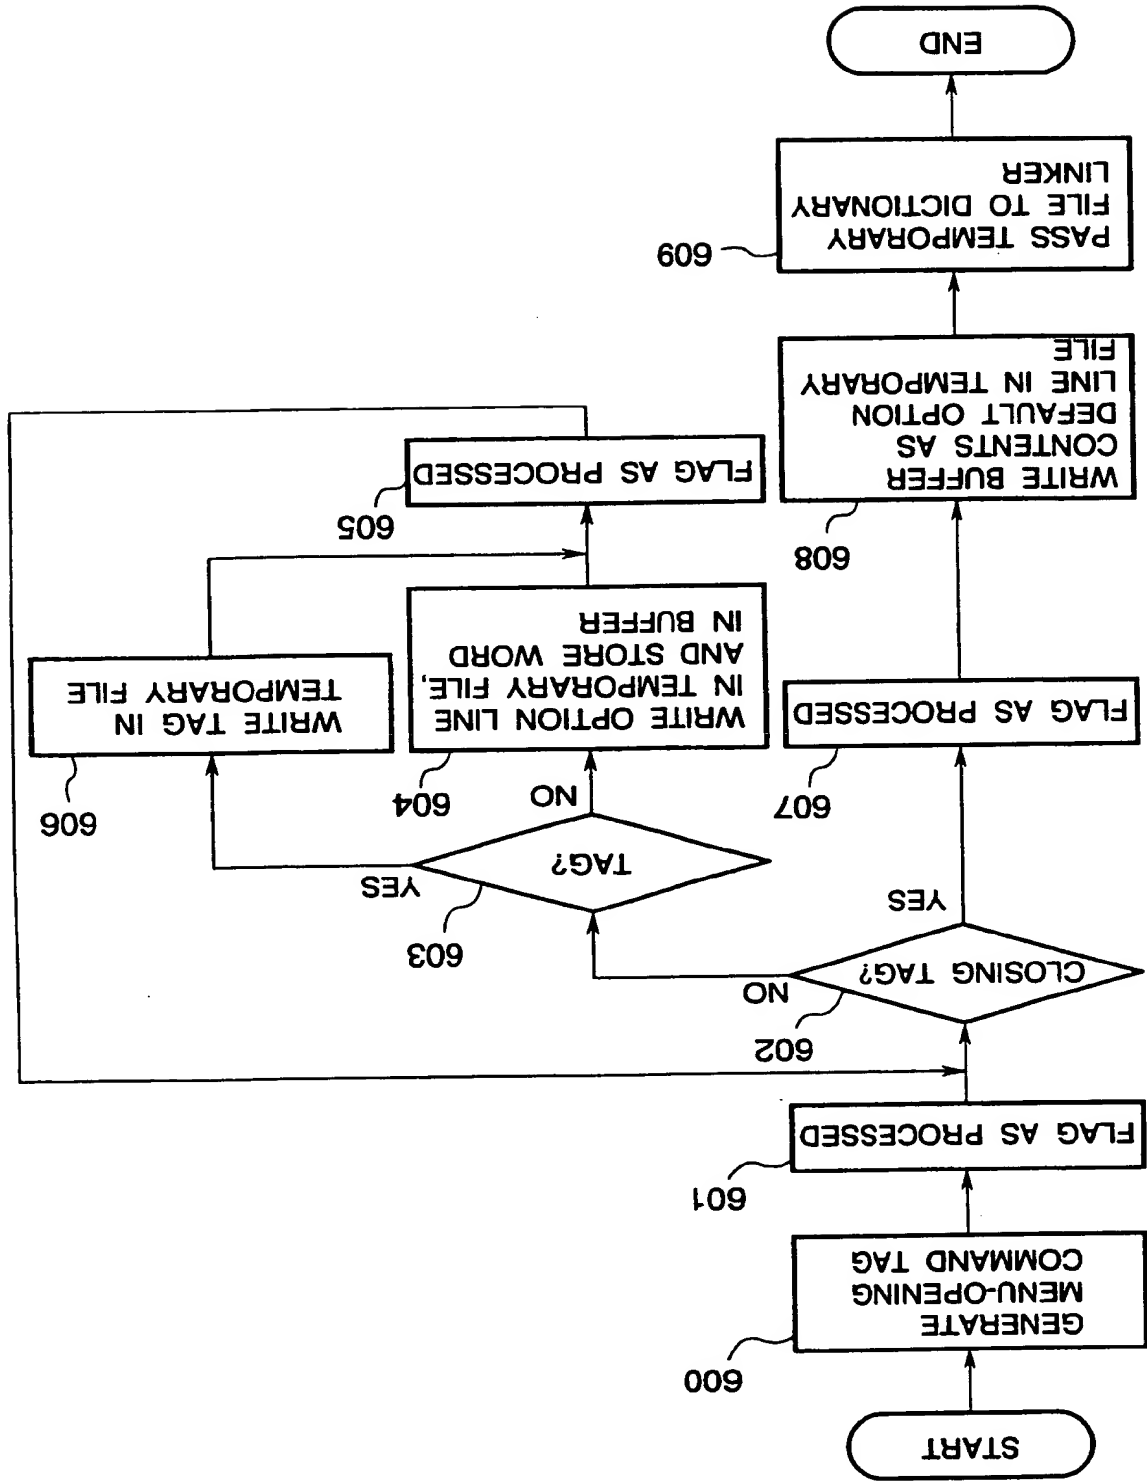 START
600
GENERATE
MENU-OPENING
COMMAND TAG
601
FLAG AS PROCESSED
602
CLOSING TAG?
NO
YES
603
TAG?
YES
NO
607
FLAG AS PROCESSED
604
WRITE OPTION LINE
IN TEMPORARY FILE,
AND STORE WORD
IN BUFFER
606
WRITE TAG IN
TEMPORARY FILE
608
WRITE BUFFER
CONTENTS AS
DEFAULT OPTION
LINE IN TEMPORARY
FILE
605
FLAG AS PROCESSED
609
PASS TEMPORARY
FILE TO DICTIONARY
LINKER
END